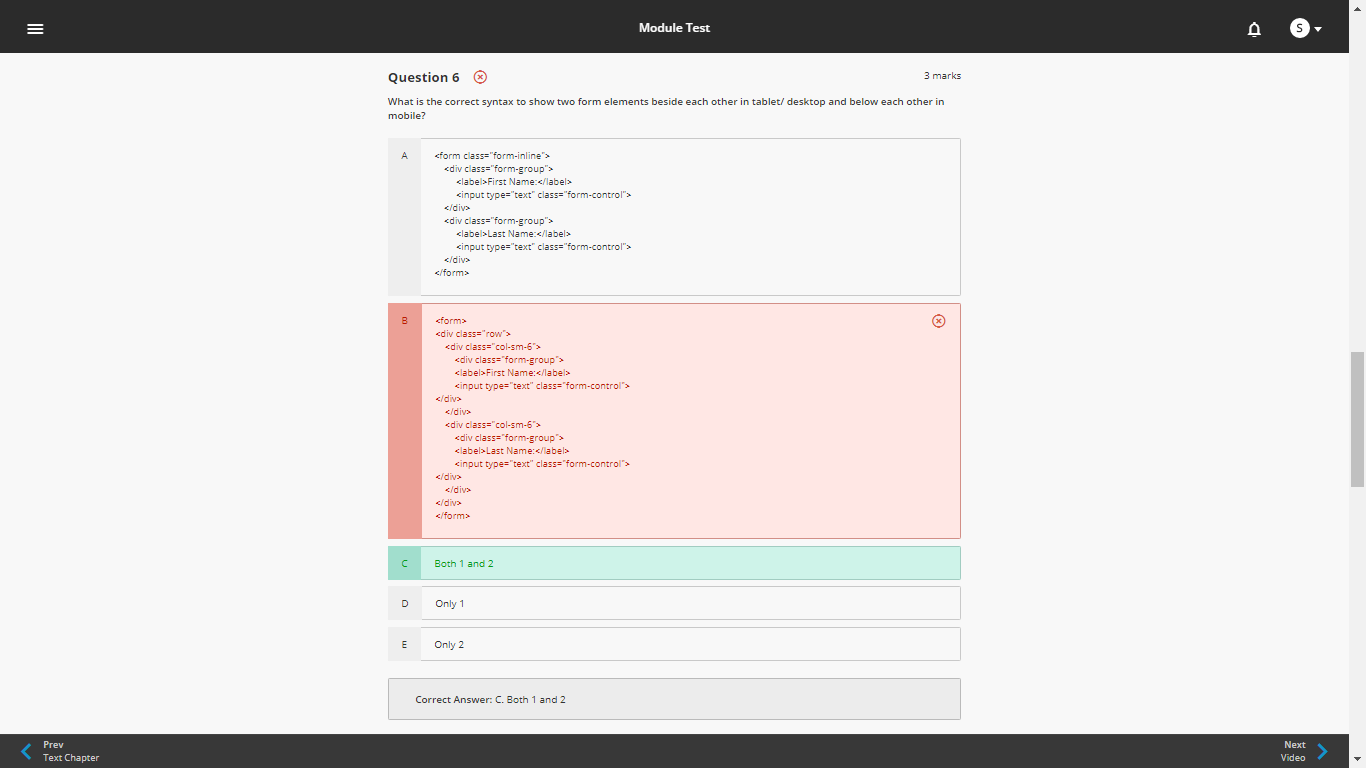 Module Test
S
Question 6
3 marks
What is the correct syntax to show two form elements beside each other in tablet/ desktop and below each other in
mobile?
A
<form class="form-inline">
<div class="form-group">
<label>First Name:</label>
<input type="text" class="form-control">
</div>
<div class="form-group">
<label>Last Name:</label>
<input type="text" class="form-control">
</div>
</form>
B
<form>
<div class="row">
<div class="col-sm-6">
<div class="form-group">
<label>First Name:</label>
<input type="text" class="form-control">
</div>
</div>
<div class="col-sm-6">
<div class="form-group">
<label>Last Name:</label>
<input type="text" class="form-control">
</div>
</div>
</div>
</form>
C
Both 1 and 2
D
Only 1
E
Only 2
Correct Answer: C. Both 1 and 2
Prev
Text Chapter
Next
Video